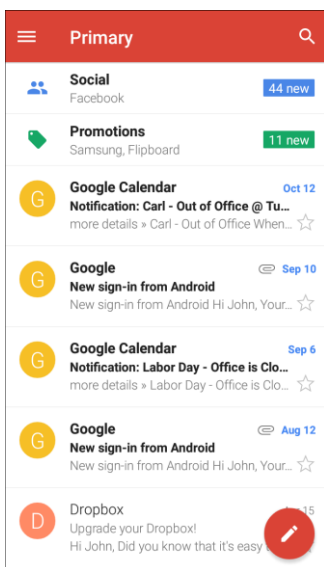 Primary
Social
Facebook
44 new
Promotions
Samsung, Flipboard
11 new
G
Google Calendar
Oct 12
Notification: Carl - Out of Office @ Tu...
more details » Carl - Out of Office When...
G
Google
Sep 10
New sign-in from Android
New sign-in from Android Hi John, Your...
G
Google Calendar
Sep 6
Notification: Labor Day - Office is Clo...
more details » Labor Day - Office is Clo...
G
Google
Aug 12
New sign-in from Android
New sign-in from Android Hi John, Your...
D
Dropbox
15
Upgrade your Dropbox!
Hi John, Did you know that it's easy